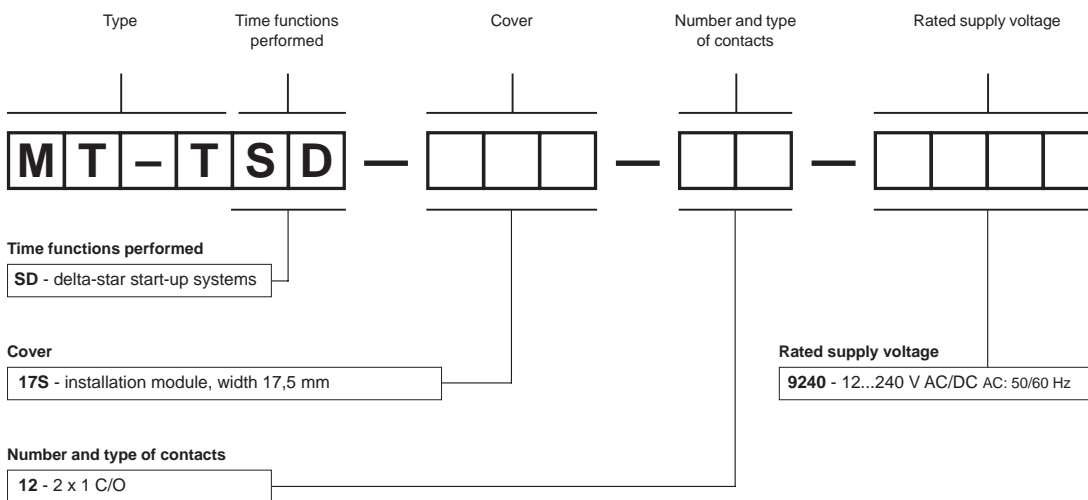 Type
Time functions
performed
Cover
Number and type
of contacts
Rated supply voltage
MT–TSD — — —
Time functions performed
SD - delta-star start-up systems
Cover
17S - installation module, width 17,5 mm
Rated supply voltage
9240 - 12...240 V AC/DC AC: 50/60 Hz
Number and type of contacts
12 - 2 x 1 C/O